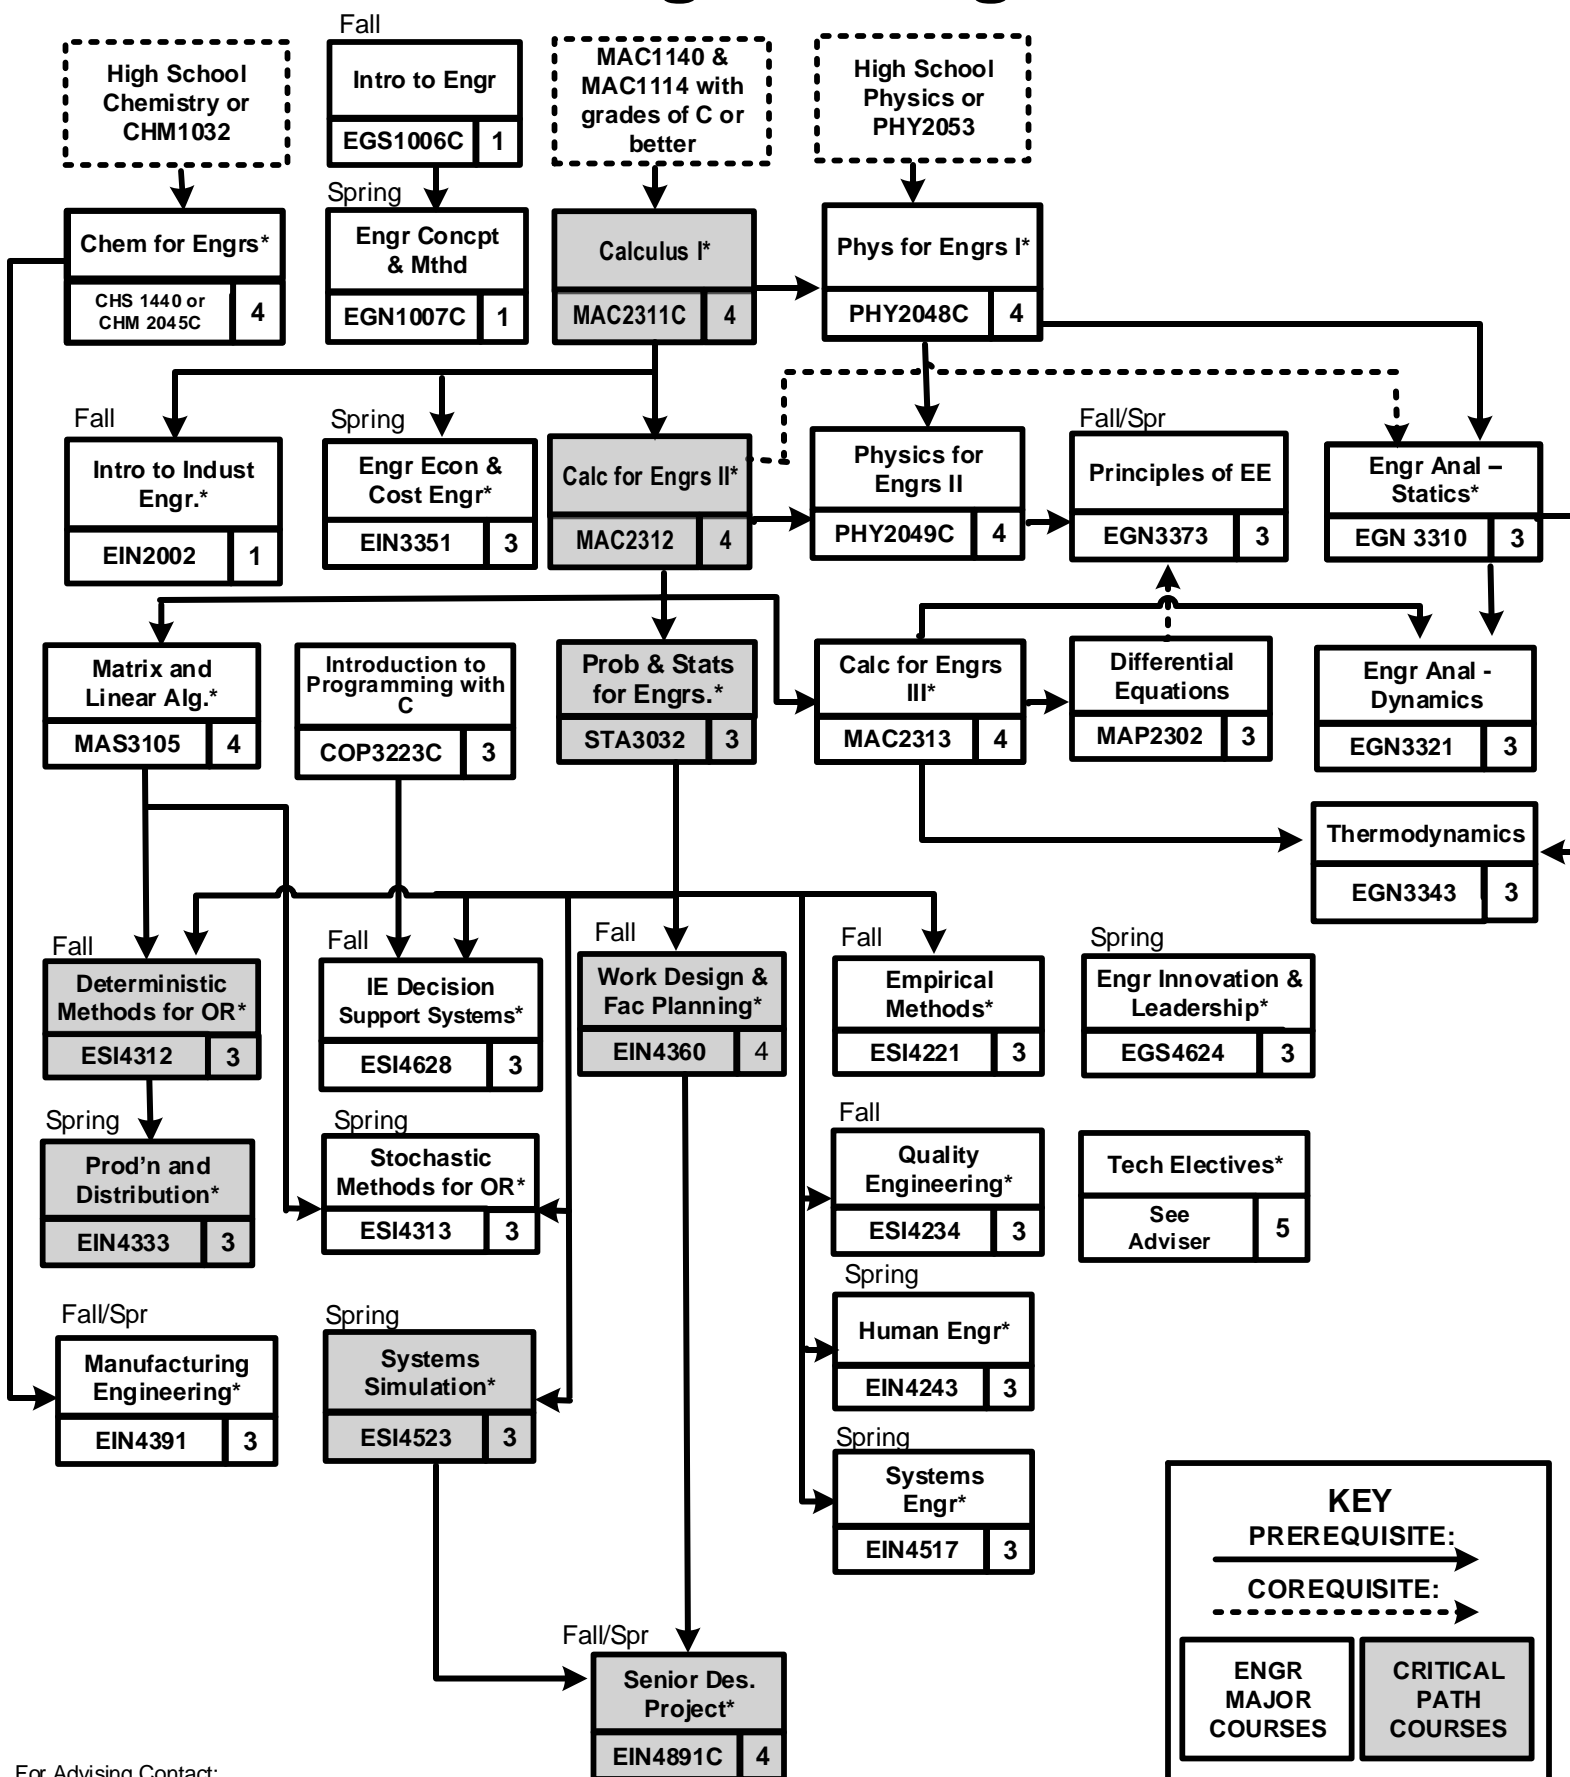 Fall
High School
Chemistry or
CHM1032
Intro to Engr
EGS1006C 1
MAC1140 &
MAC1114 with
grades of C or
better
High School
Physics or
PHY2053
Spring
Chem for Engrs*
CHS 1440 or
CHM 2045C
4
Engr Concpt
& Mthd
EGN1007C 1
Calculus I*
MAC2311C 4
Phys for Engrs I*
PHY2048C 4
Fall
Intro to Indust
Engr.*
EIN2002 1
Spring
Engr Econ &
Cost Engr*
EIN3351 3
Calc for Engrs II*
MAC2312 4
Physics for
Engrs II
PHY2049C 4
Fall/Spr
Principles of EE
EGN3373 3
Engr Anal –
Statics*
EGN 3310 3
Matrix and
Linear Alg.*
MAS3105 4
Introduction to
Programming with
C
COP3223C 3
Prob & Stats
for Engrs.*
STA3032 3
Calc for Engrs
III*
MAC2313 4
Differential
Equations
MAP2302 3
Engr Anal -
Dynamics
EGN3321 3
Thermodynamics
EGN3343 3
Fall
Deterministic
Methods for OR*
ESI4312 3
Fall
IE Decision
Support Systems*
ESI4628 3
Fall
Work Design &
Fac Planning*
EIN4360 4
Fall
Empirical
Methods*
ESI4221 3
Spring
Engr Innovation &
Leadership*
EGS4624 3
Spring
Prod'n and
Distribution*
EIN4333 3
Spring
Stochastic
Methods for OR*
ESI4313 3
Fall
Quality
Engineering*
ESI4234 3
Tech Electives*
See
Adviser
5
Fall/Spr
Manufacturing
Engineering*
EIN4391 3
Spring
Systems
Simulation*
ESI4523 3
Spring
Human Engr*
EIN4243 3
Spring
Systems
Engr*
EIN4517 3
Fall/Spr
Senior Des.
Project*
EIN4891C 4
KEY
PREREQUISITE:
COREQUISITE:
ENGR
MAJOR
COURSES
CRITICAL
PATH
COURSES
For Advising Contact: